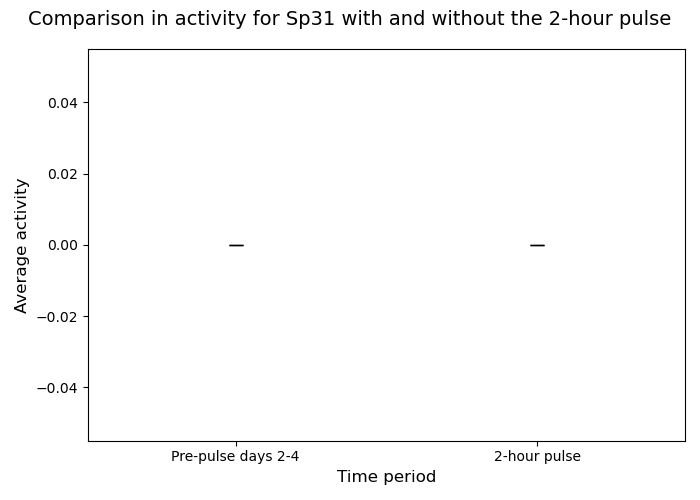 Comparison in activity for Sp31 with and without the 2-hour pulse
0.04
0.02
0.00
−0.02
−0.04
Average activity
Pre-pulse days 2-4
2-hour pulse
Time period